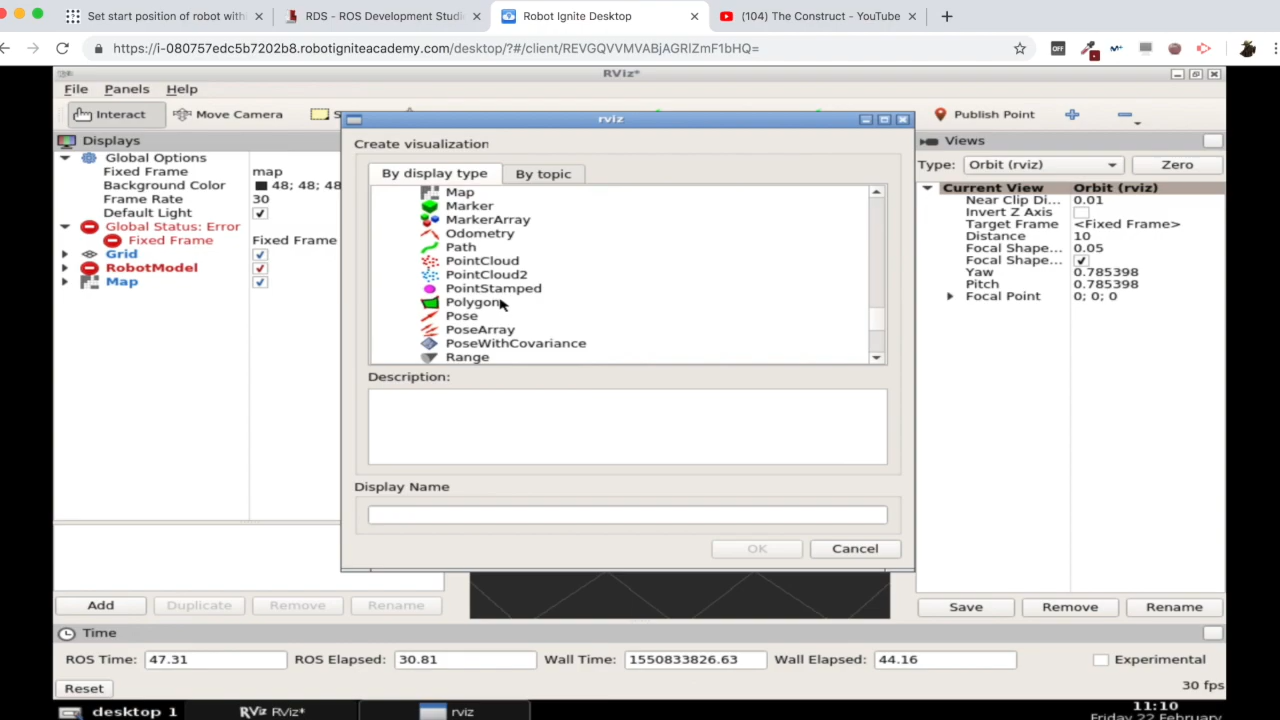 Set start position of robot with
RDS - ROS Development Studi
Robot Ignite Desktop
(104) The Construct - YouTube
https://i-080757edc5b7202b8.robotigniteacademy.com/desktop/?#/client/REVGQVVMVABjAGRlZmF1bHQ=
OFF
RViz*
File Panels Help
Interact
Move Camera
S
Publish Point
Displays
Global Options
Fixed Frame map
Background Color 48; 48; 48
Frame Rate 30
Default Light
Global Status: Error
Fixed Frame Fixed Frame
Grid
RobotModel
Map
Add
Duplicate
Remove
Rename
rviz
Create visualization
By display type
By topic
Map
Marker
MarkerArray
Odometry
Path
PointCloud
PointCloud2
PointStamped
Polygon
Pose
PoseArray
PoseWithCovariance
Range
Description:
Display Name
OK
Cancel
Views
Type: Orbit (rviz)
Zero
Current View Orbit (rviz)
Near Clip Di... 0.01
Invert Z Axis
Target Frame <Fixed Frame>
Distance 10
Focal Shape... 0.05
Focal Shape...
Yaw 0.785398
Pitch 0.785398
Focal Point 0; 0; 0
Save
Remove
Rename
Time
ROS Time: 47.31
ROS Elapsed: 30.81
Wall Time: 1550833826.63
Wall Elapsed: 44.16
Experimental
Reset
30 fps
desktop 1
RViz RViz*
rviz
11:10
Friday 22 February